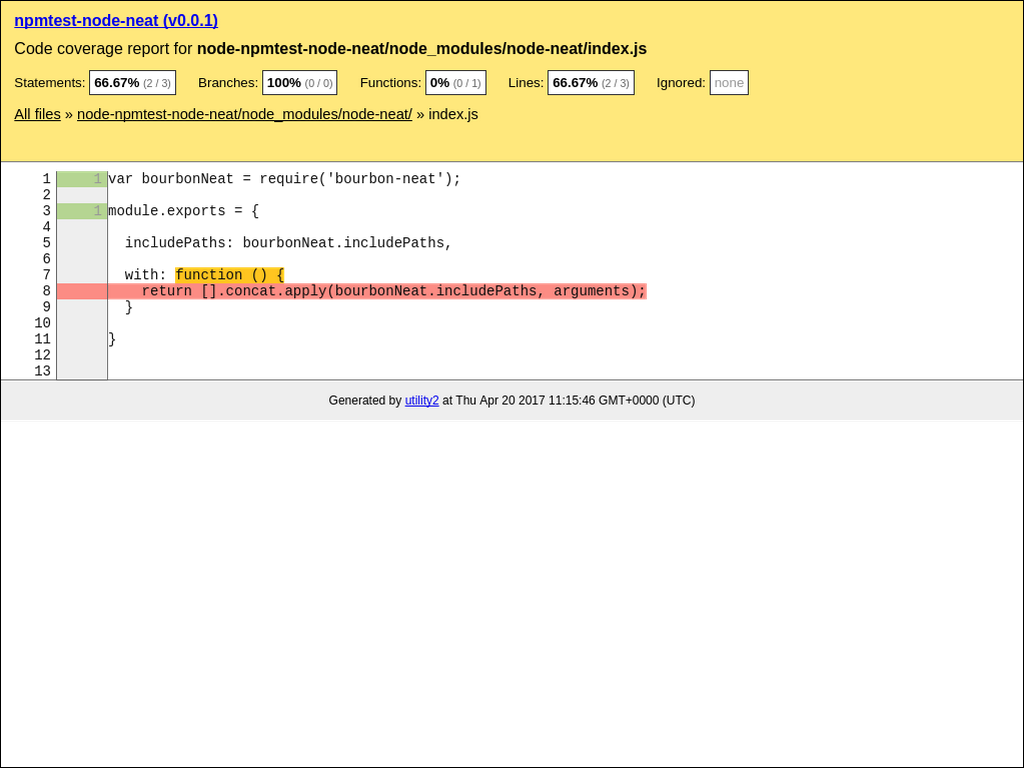 npmtest-node-neat (v0.0.1)
Code coverage report for node-npmtest-node-neat/node_modules/node-neat/index.js
Statements: 66.67% (2 / 3) Branches: 100% (0 / 0) Functions: 0% (0 / 1) Lines: 66.67% (2 / 3) Ignored: none
All files » node-npmtest-node-neat/node_modules/node-neat/ » index.js
1 1 var bourbonNeat = require('bourbon-neat');
2
3 1 module.exports = {
4
5 includePaths: bourbonNeat.includePaths,
6
7 with: function () {
8 return [].concat.apply(bourbonNeat.includePaths, arguments);
9 }
10
11 }
12
13
Generated by utility2 at Thu Apr 20 2017 11:15:46 GMT+0000 (UTC)